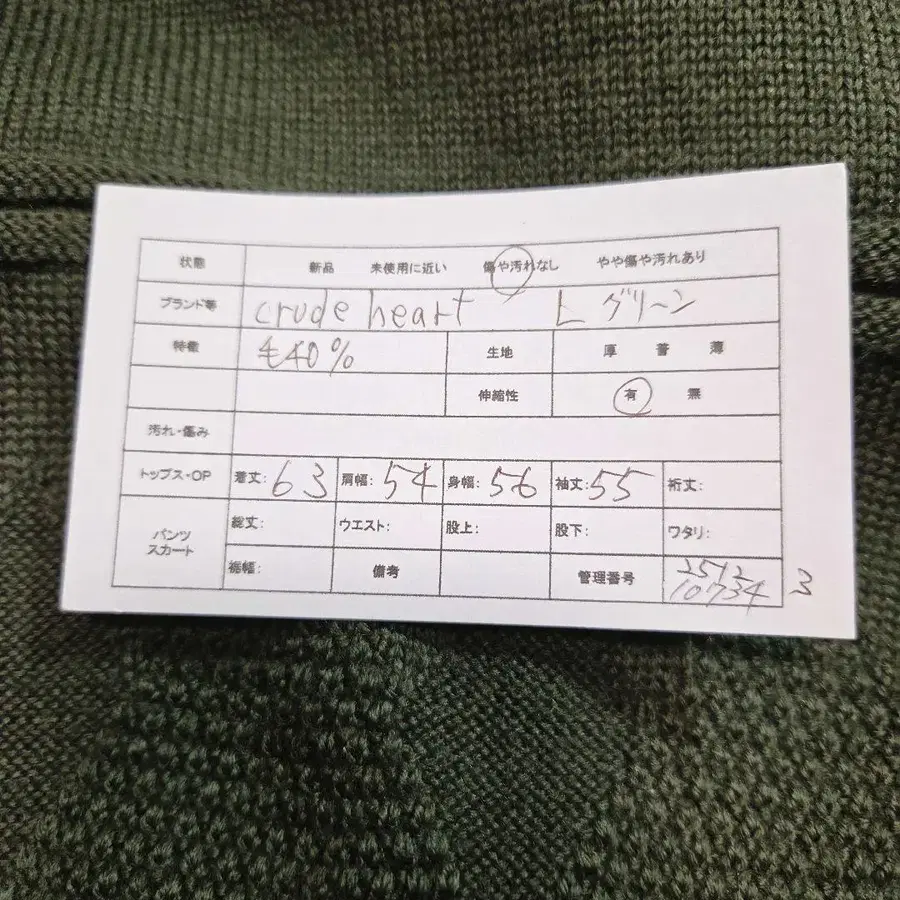 状態 新品 未使用に近い 傷や汚れなし やや傷や汚れあり
ブランド等 crude heart L グリーン
特徴 毛40% 生地 厚 普 薄
伸縮性 有 無
汚れ・傷み
トップス・OP 着丈: 63 肩幅: 54 身幅: 56 袖丈: 55 裄丈:
パンツ スカート 総丈: ウエスト: 股上: 股下: ワタリ:
裾幅: 備考 管理番号 2512
10734 3